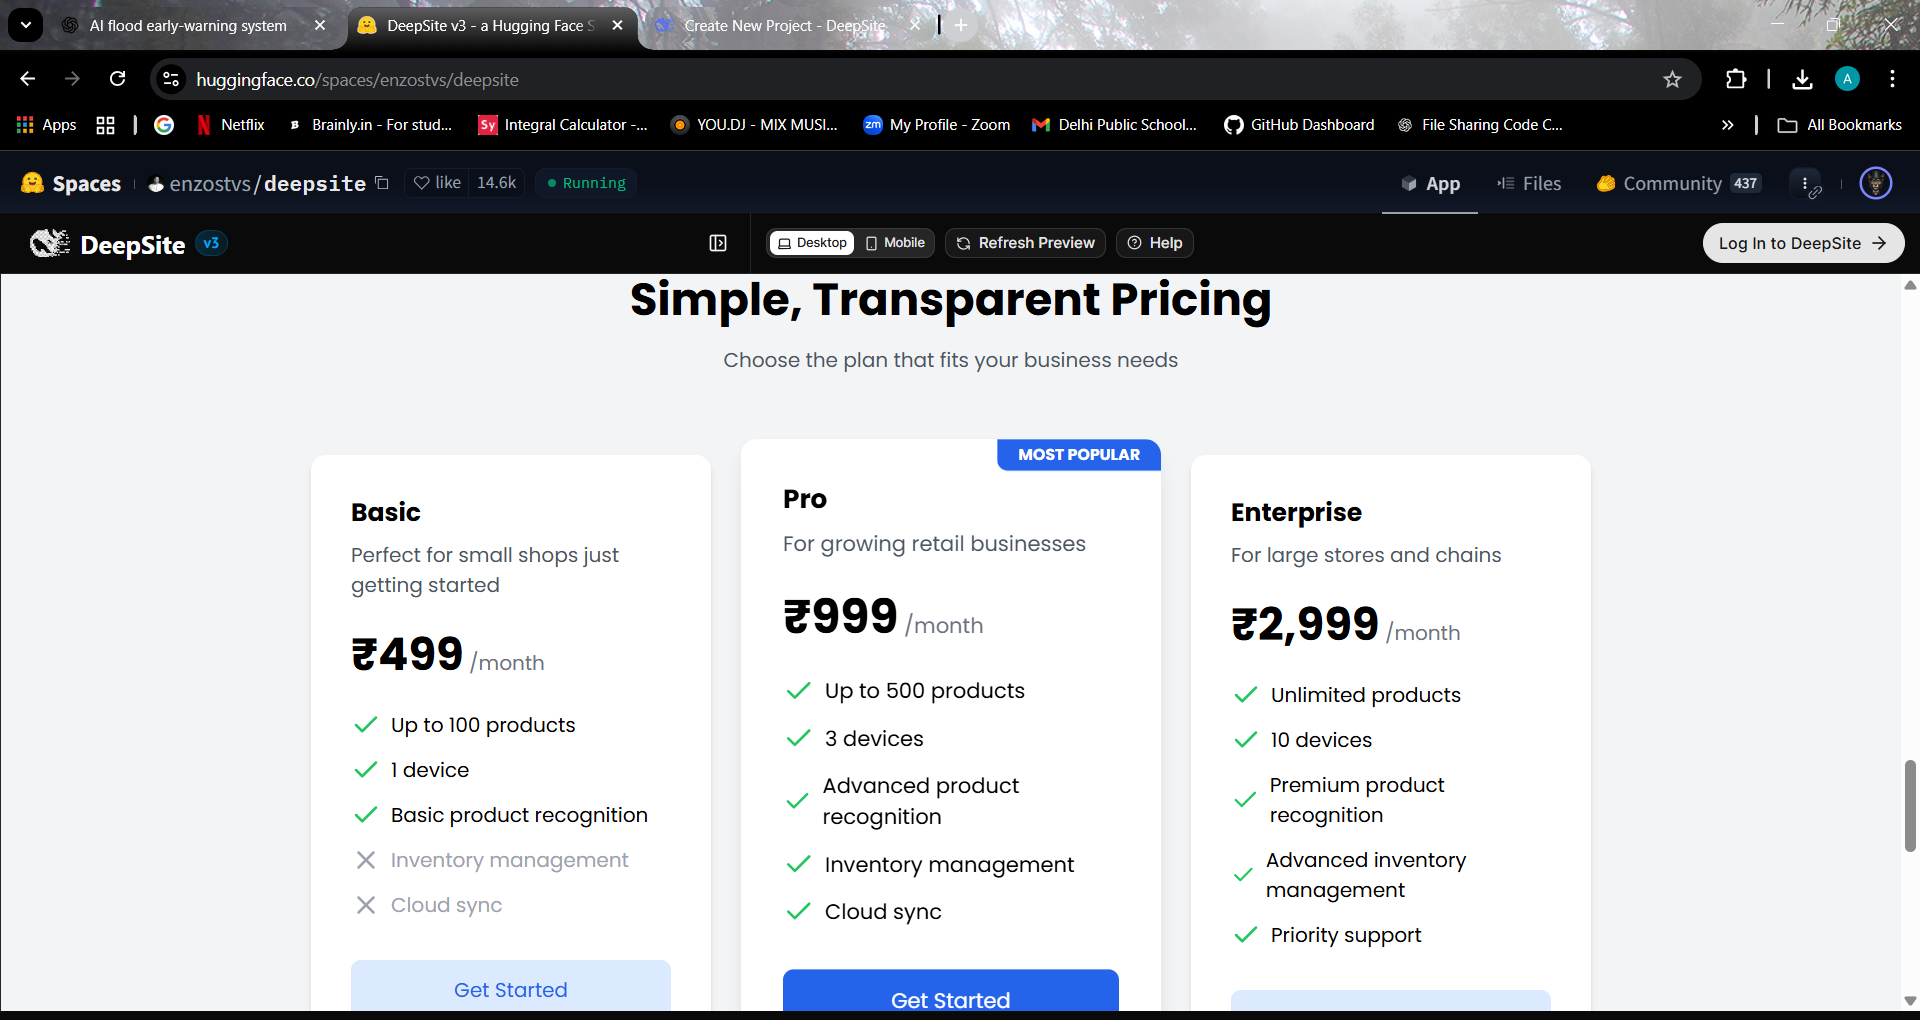 AI flood early-warning system
DeepSite v3 - a Hugging Face S
Create New Project - DeepSite
huggingface.co/spaces/enzostvs/deepsite
A
Apps
Netflix
B
Brainly.in - For stud...
Sy
Integral Calculator -...
YOU.DJ - MIX MUSI...
zm
My Profile - Zoom
Delhi Public School...
GitHub Dashboard
File Sharing Code C...
All Bookmarks
Spaces
enzostvs/deepsite
like
14.6k
Running
App
Files
Community 437
DeepSite v3
Desktop
Mobile
Refresh Preview
Help
Log In to DeepSite →
Simple, Transparent Pricing
Choose the plan that fits your business needs
Basic
Perfect for small shops just
getting started
₹499 /month
Up to 100 products
1 device
Basic product recognition
Inventory management
Cloud sync
Get Started
MOST POPULAR
Pro
For growing retail businesses
₹999 /month
Up to 500 products
3 devices
Advanced product
recognition
Inventory management
Cloud sync
Get Started
Enterprise
For large stores and chains
₹2,999 /month
Unlimited products
10 devices
Premium product
recognition
Advanced inventory
management
Priority support